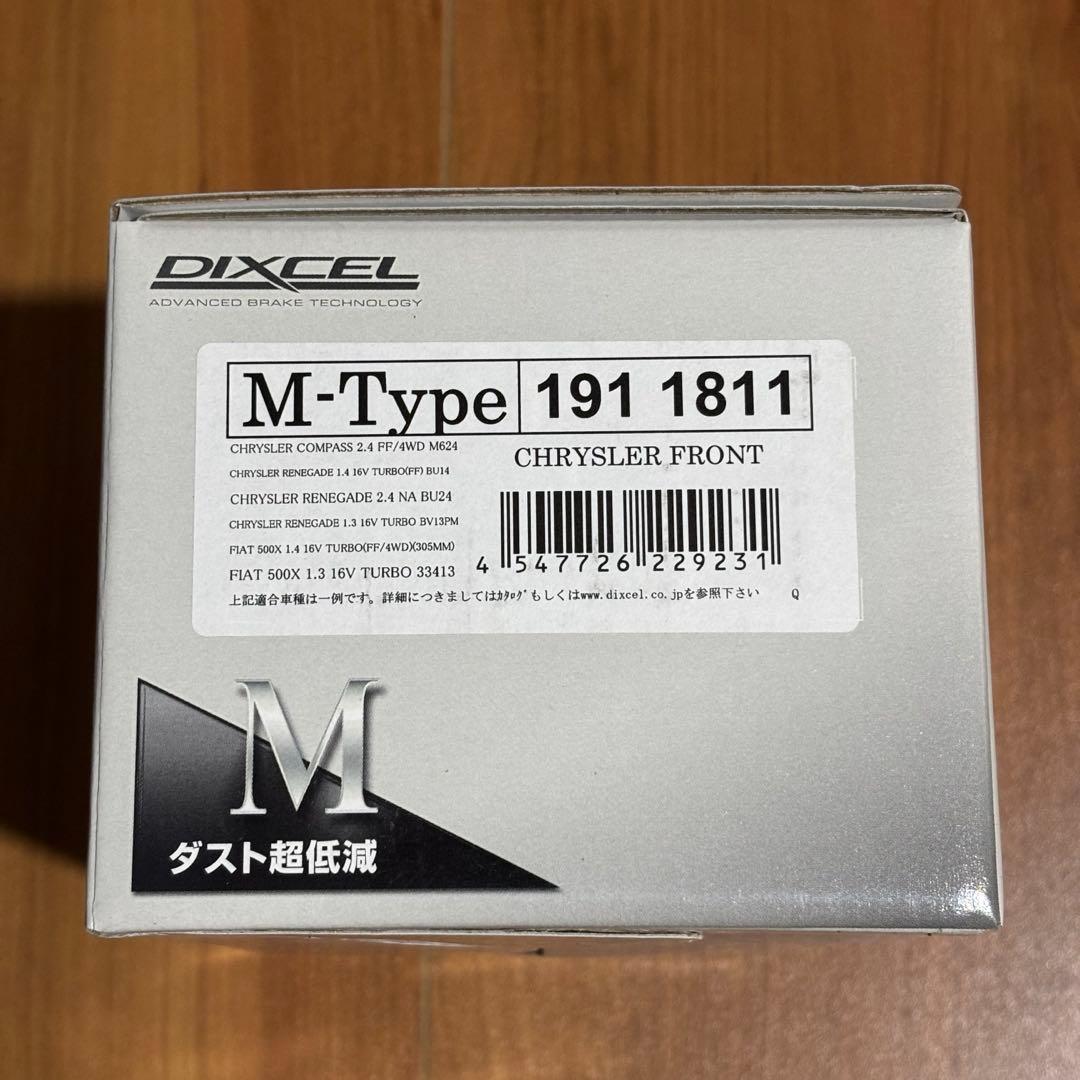 DIXCEL
ADVANCED BRAKE TECHNOLOGY
M-Type 191 1811
CHRYSLER COMPASS 2.4 FF/4WD M624
CHRYSLER FRONT
CHRYSLER RENEGADE 1.4 16V TURBO(FF) BU14
CHRYSLER RENEGADE 2.4 NA BU24
CHRYSLER RENEGADE 1.3 16V TURBO BV13PM
FIAT 500X 1.4 16V TURBO(FF/4WD)(305MM)
FIAT 500X 1.3 16V TURBO 33413
4 547726 229231
上記適合車種は一例です。詳細につきましてはｶﾀﾛｸﾞもしくはwww.dixcel.co.jpを参照下さい Q
M
ダスト超低減